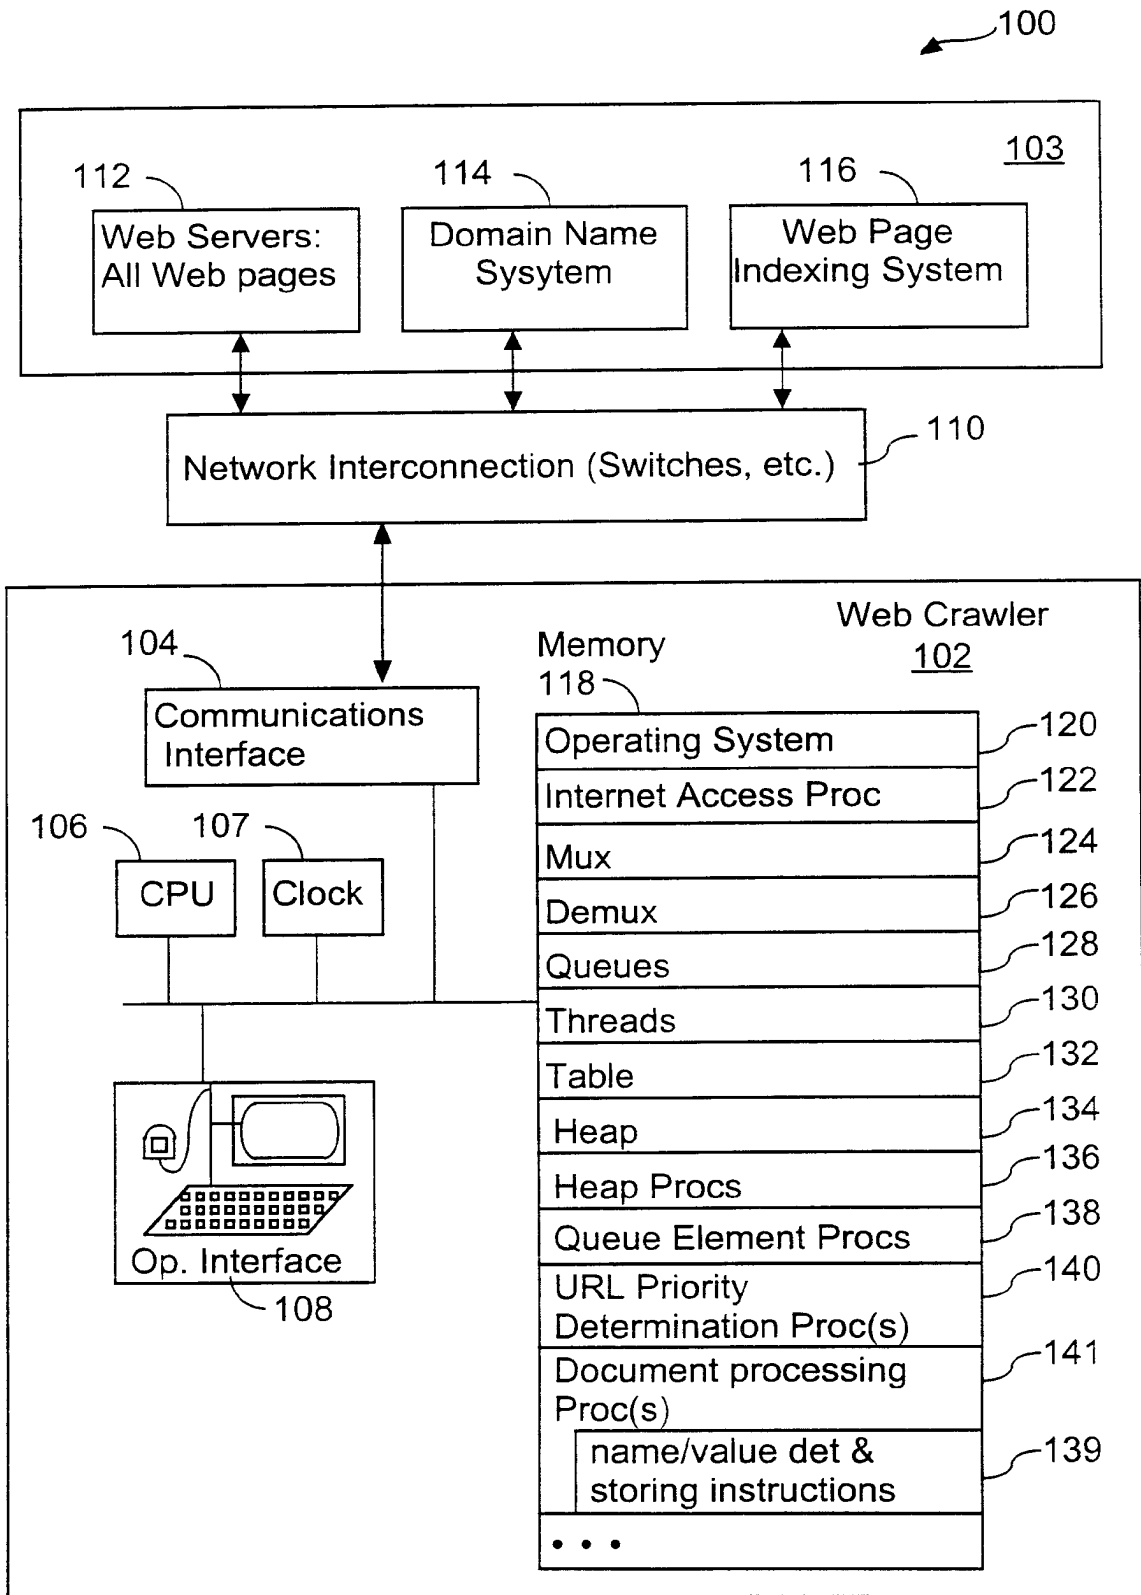 100
103
112
114
116
Web Servers:
All Web pages
Domain Name
Sysytem
Web Page
Indexing System
110
Network Interconnection (Switches, etc.)
Web Crawler
102
104
Memory
118
Communications
Interface
Operating System
120
Internet Access Proc
122
106
107
Mux
124
CPU
Clock
Demux
126
Queues
128
Threads
130
Table
132
Heap
134
Heap Procs
136
Queue Element Procs
138
Op. Interface
108
URL Priority
Determination Proc(s)
140
Document processing
Proc(s)
141
name/value det &
storing instructions
139
• • •